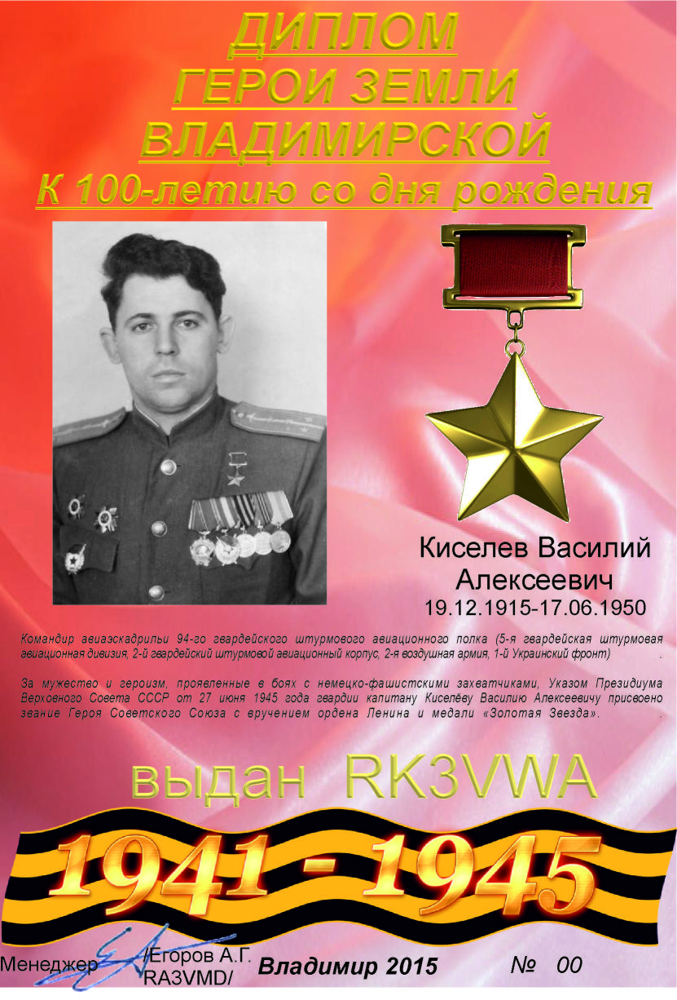 ДИПЛОМ
ГЕРОИ ЗЕМЛИ
ВЛАДИМИРСКОЙ
К 100-летию со дня рождения
Киселев Василий
Алексеевич
19.12.1915-17.06.1950
Командир авиаэскадрильи 94-го гвардейского штурмового авиационного полка (5-я гвардейская штурмовая
авиационная дивизия, 2-й гвардейский штурмовой авиационный корпус, 2-я воздушная армия, 1-й Украинский фронт) .
За мужество и героизм, проявленные в боях с немецко-фашистскими захватчиками, Указом Президиума
Верховного Совета СССР от 27 июня 1945 года гвардии капитану Киселёву Василию Алексеевичу присвоено
звание Героя Советского Союза с вручением ордена Ленина и медали «Золотая Звезда». .
выдан RK3VWA
1941 - 1945
Менеджер /Егоров А.Г.
RA3VMD/
Владимир 2015
№ 00